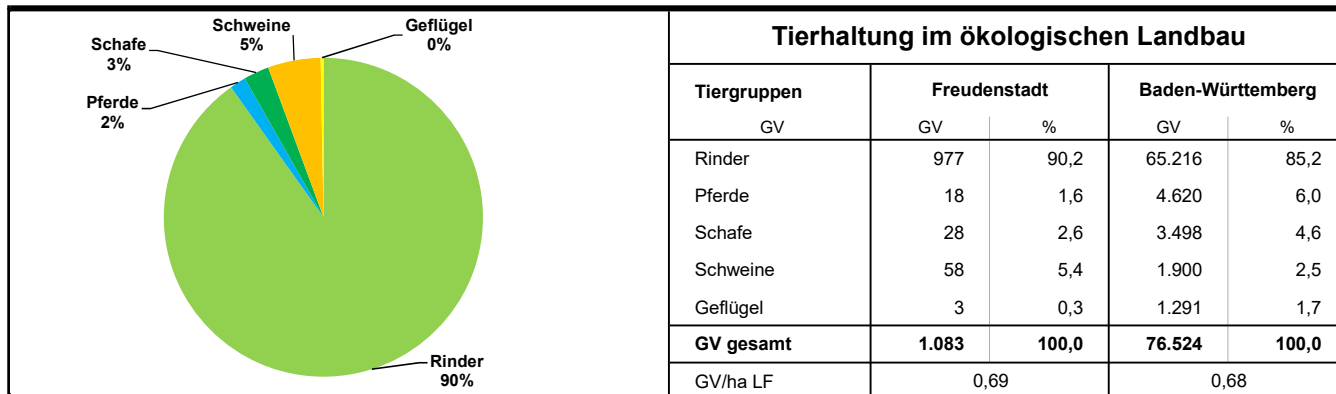 Schweine
5%
Geflügel
0%
Schafe
3%
Pferde
2%
Rinder
90%
Tierhaltung im ökologischen Landbau
Tiergruppen Freudenstadt Baden-Württemberg
GV GV % GV %
Rinder 977 90,2 65.216 85,2
Pferde 18 1,6 4.620 6,0
Schafe 28 2,6 3.498 4,6
Schweine 58 5,4 1.900 2,5
Geflügel 3 0,3 1.291 1,7
GV gesamt 1.083 100,0 76.524 100,0
GV/ha LF 0,69 0,68